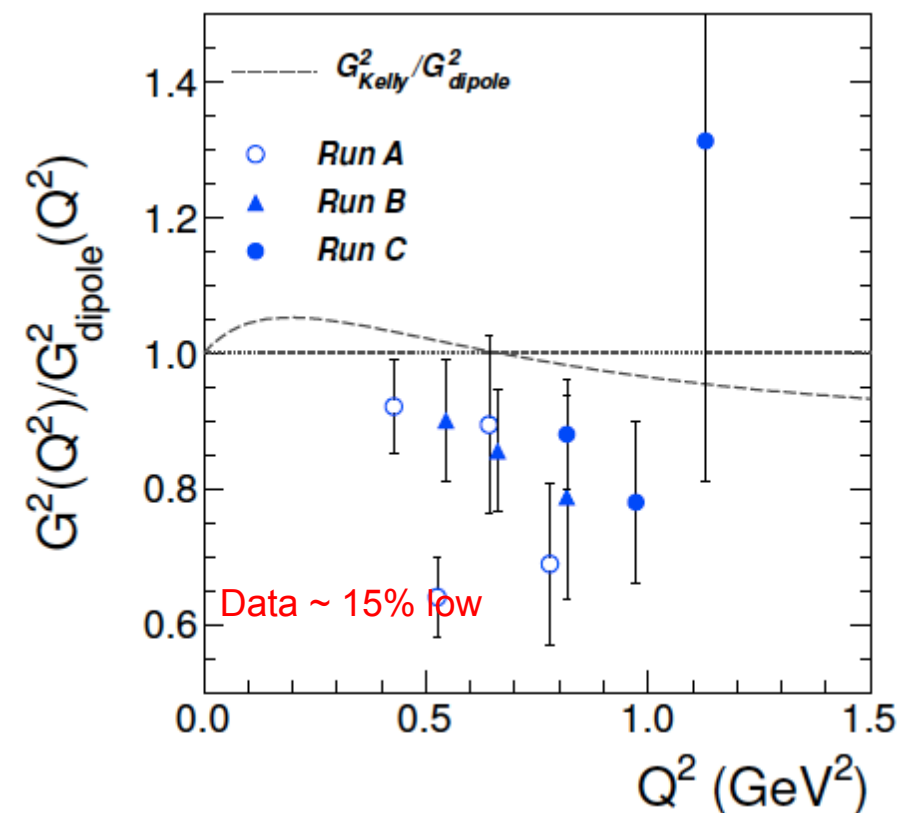 G²Kelly/G²dipole
Run A
Run B
Run C
G²(Q²)/G²dipole(Q²)
1.4
1.2
1.0
0.8
0.6
Data ~ 15% low
0.0 0.5 1.0 1.5
Q² (GeV²)